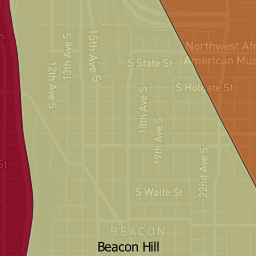 15th Ave S
13th Ave S
12th Ave S
Northwest Afr
American Mus
S State St
S Holgate St
18th Ave S
19th Ave S
22nd Ave S
S Waite St
BEACON
Beacon Hill